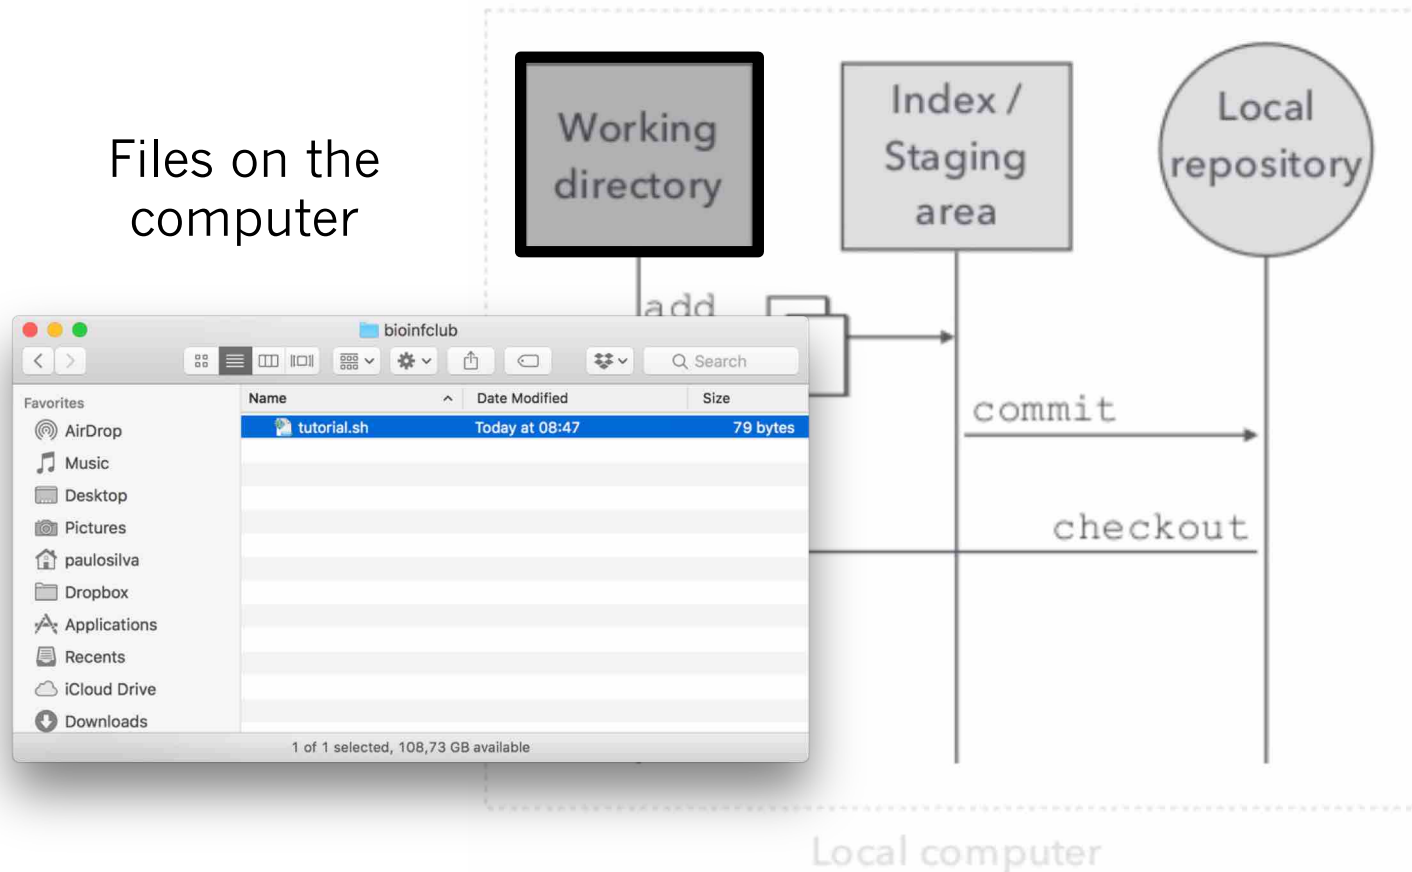 Files on the
computer
Working
directory
Index /
Staging
area
Local
repository
add
commit
checkout
bioinfclub
Search
Favorites
AirDrop
Music
Desktop
Pictures
paulosilva
Dropbox
Applications
Recents
iCloud Drive
Downloads
Name Date Modified Size
tutorial.sh Today at 08:47 79 bytes
1 of 1 selected, 108,73 GB available
Local computer